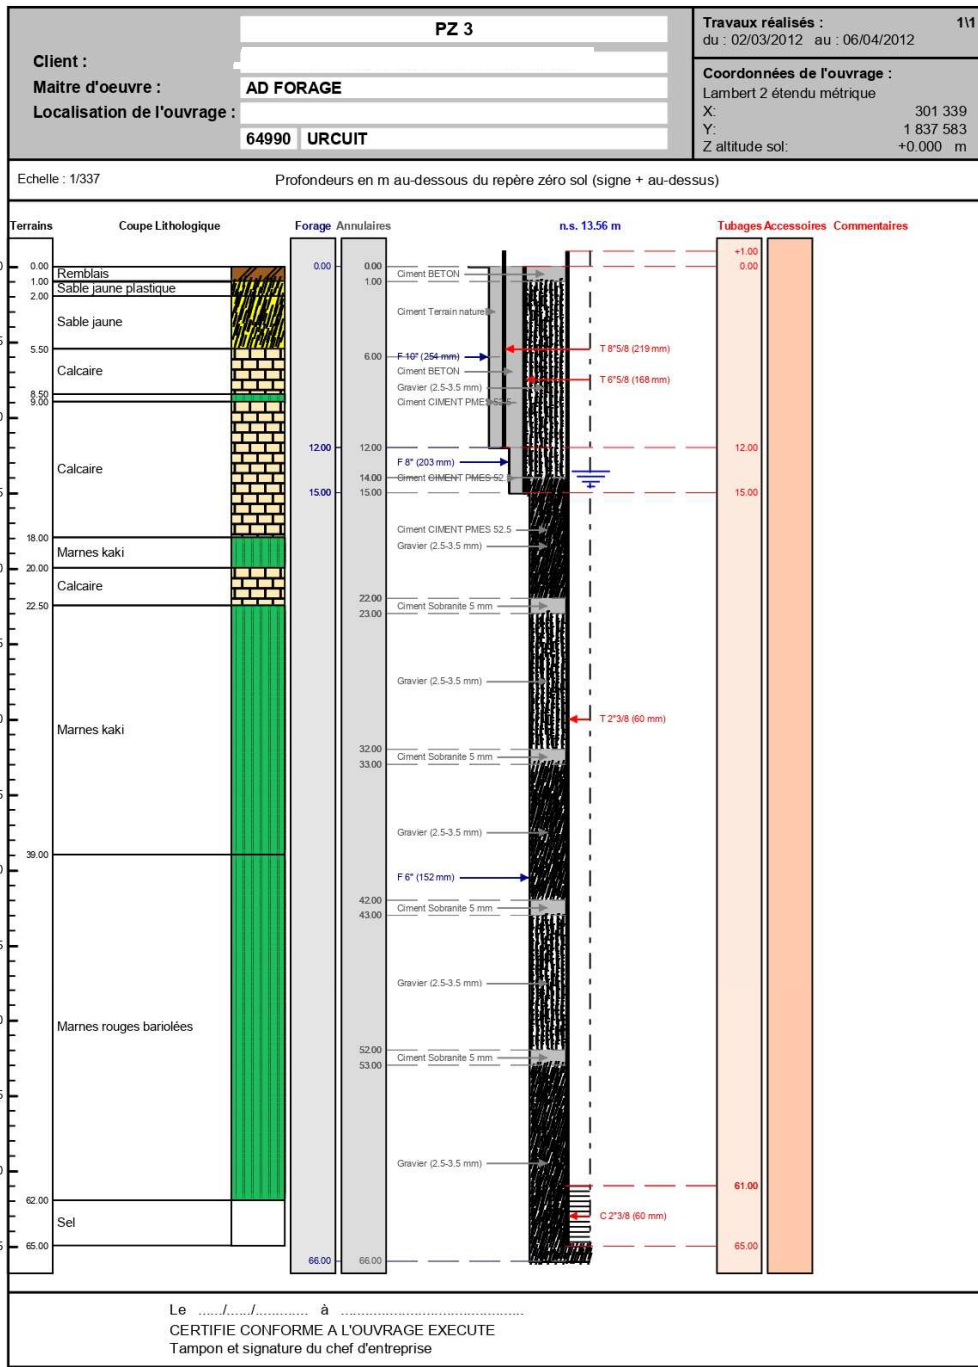 PZ 3
Client :
Maitre d'oeuvre : AD FORAGE
Localisation de l'ouvrage :
64990 URCUIT
Travaux réalisés : 1\1
du : 02/03/2012 au : 06/04/2012
Coordonnées de l'ouvrage :
Lambert 2 étendu métrique
X: 301 339
Y: 1 837 583
Z altitude sol: +0.000 m
Echelle : 1/337 Profondeurs en m au-dessous du repère zéro sol (signe + au-dessus)
Terrains Coupe Lithologique Forage Annulaires n.s. 13.56 m Tubages Accessoires Commentaires
+1.00
0.00 0.00 0.00 0.00
Remblais Ciment BETON
1.00 1.00
Sable jaune plastique
2.00
Ciment Terrain naturel
Sable jaune
5.50 T 8"5/8 (219 mm)
6.00 F 10" (254 mm)
Calcaire Ciment BETON
T 6"5/8 (168 mm)
Gravier (2.5-3.5 mm)
8.50
9.00 Ciment CIMENT PMES 52.5
12.00 12.00 12.00
Calcaire F 8" (203 mm)
14.00 Ciment CIMENT PMES 52.5
15.00 15.00 15.00
Ciment CIMENT PMES 52.5
18.00
Gravier (2.5-3.5 mm)
Marnes kaki
20.00
Calcaire
22.00
22.50 Ciment Sobranite 5 mm
23.00
Gravier (2.5-3.5 mm)
T 2"3/8 (60 mm)
Marnes kaki
32.00
Ciment Sobranite 5 mm
33.00
Gravier (2.5-3.5 mm)
39.00
F 6" (152 mm)
42.00
Ciment Sobranite 5 mm
43.00
Gravier (2.5-3.5 mm)
Marnes rouges bariolées
52.00
Ciment Sobranite 5 mm
53.00
Gravier (2.5-3.5 mm)
61.00
62.00
Sel C 2"3/8 (60 mm)
65.00 65.00
66.00 66.00
Le ....../....../............ à ..............................................
CERTIFIE CONFORME A L'OUVRAGE EXECUTE
Tampon et signature du chef d'entreprise